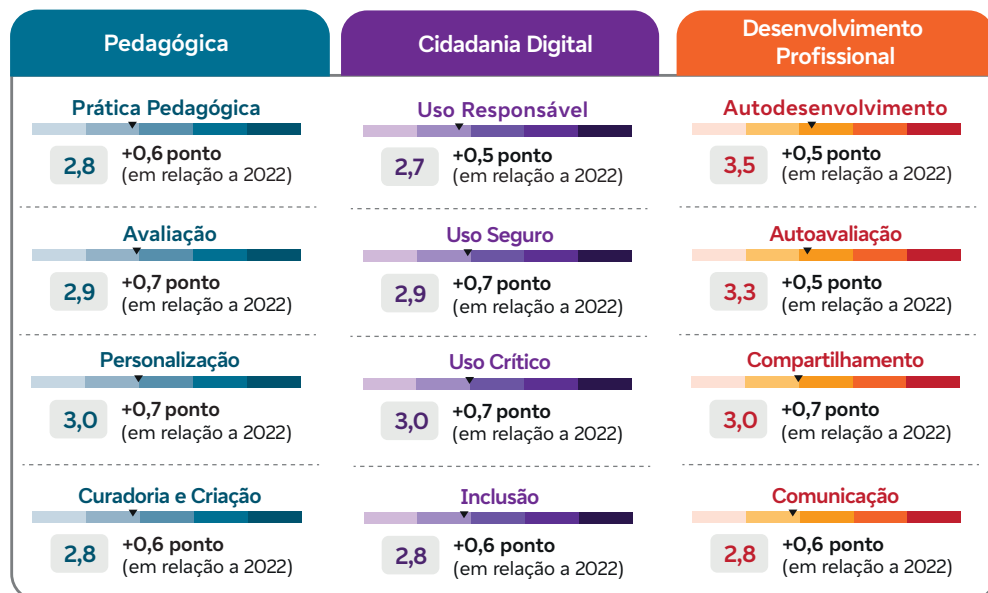 Pedagógica
Prática Pedagógica
2,8
+0,6 ponto
(em relação a 2022)
Avaliação
2,9
+0,7 ponto
(em relação a 2022)
Personalização
3,0
+0,7 ponto
(em relação a 2022)
Curadoria e Criação
2,8
+0,6 ponto
(em relação a 2022)
Cidadania Digital
Uso Responsável
2,7
+0,5 ponto
(em relação a 2022)
Uso Seguro
2,9
+0,7 ponto
(em relação a 2022)
Uso Crítico
3,0
+0,7 ponto
(em relação a 2022)
Inclusão
2,8
+0,6 ponto
(em relação a 2022)
Desenvolvimento
Profissional
Autodesenvolvimento
3,5
+0,5 ponto
(em relação a 2022)
Autoavaliação
3,3
+0,5 ponto
(em relação a 2022)
Compartilhamento
3,0
+0,7 ponto
(em relação a 2022)
Comunicação
2,8
+0,6 ponto
(em relação a 2022)